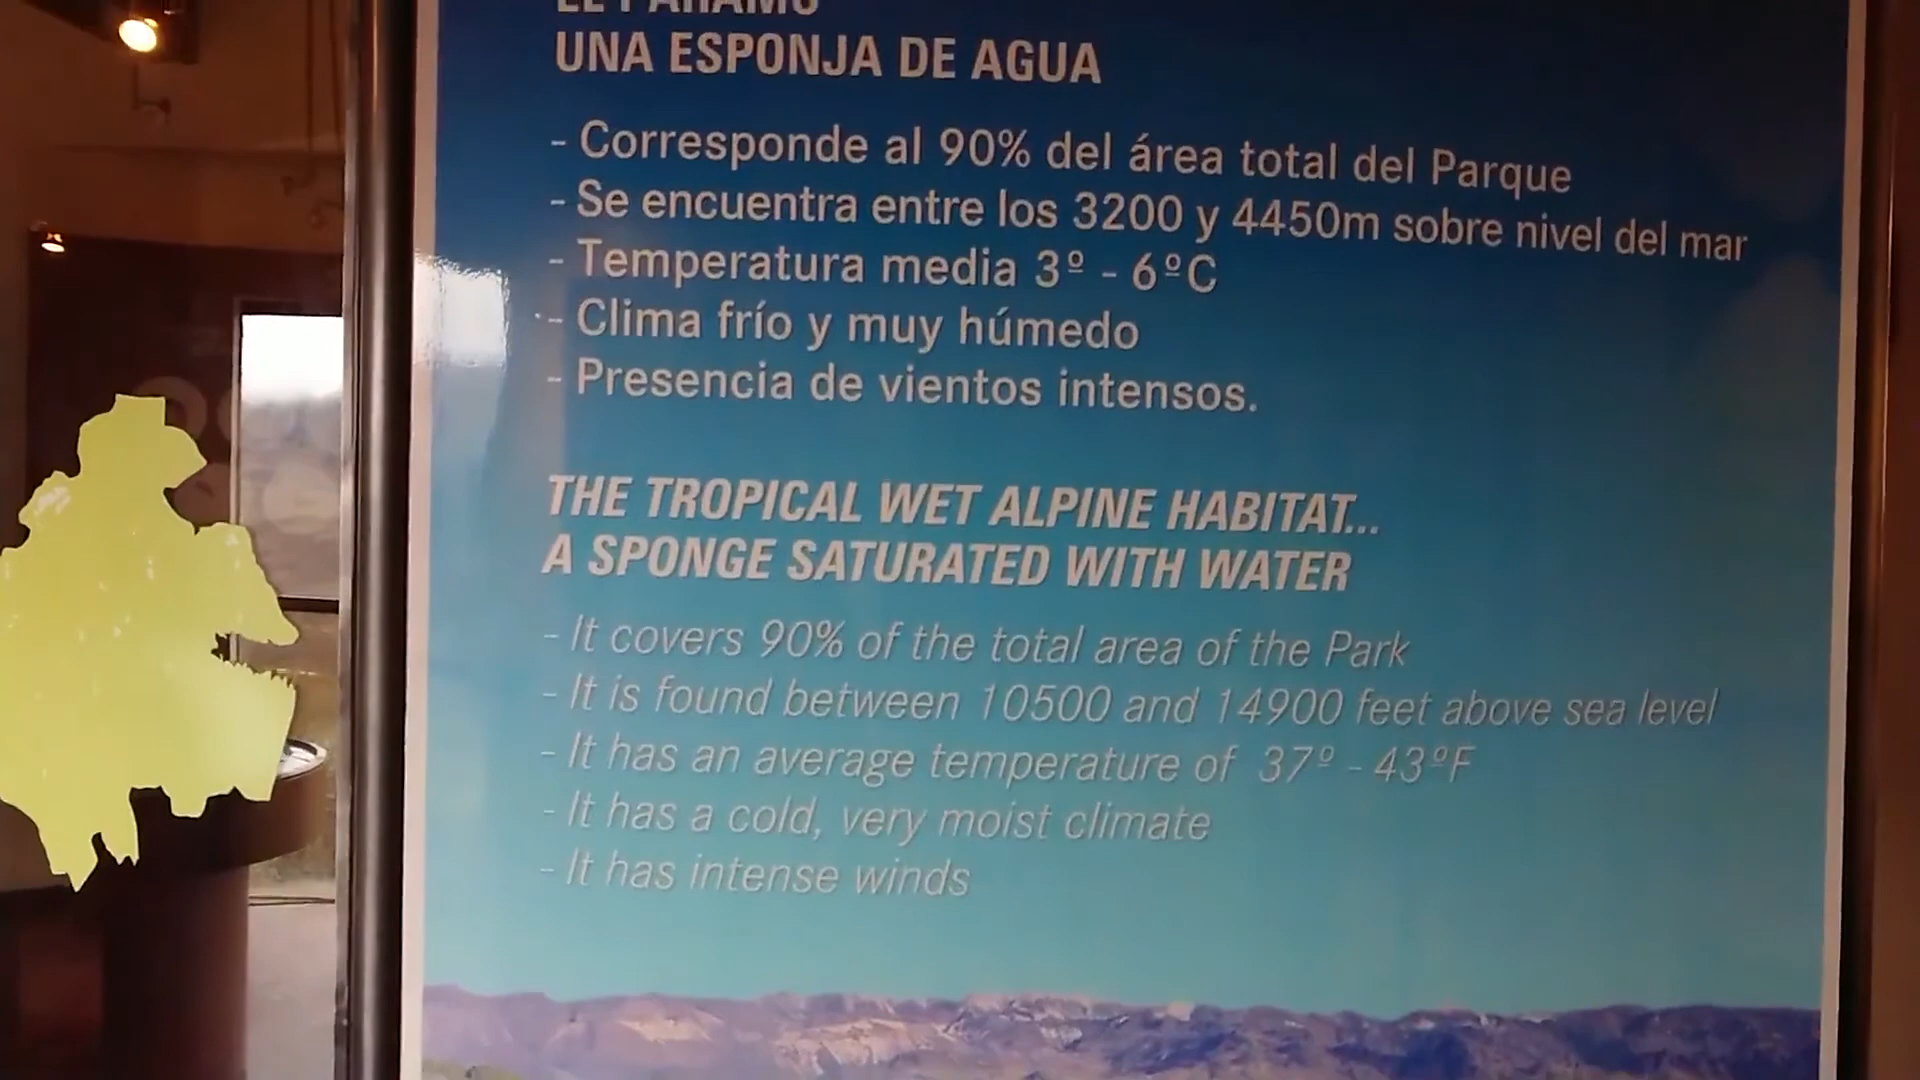 EL PÁRAMO
UNA ESPONJA DE AGUA
- Corresponde al 90% del área total del Parque
- Se encuentra entre los 3200 y 4450m sobre nivel del mar
- Temperatura media 3º - 6ºC
- Clima frío y muy húmedo
- Presencia de vientos intensos.
THE TROPICAL WET ALPINE HABITAT...
A SPONGE SATURATED WITH WATER
- It covers 90% of the total area of the Park
- It is found between 10500 and 14900 feet above sea level
- It has an average temperature of 37º - 43ºF
- It has a cold, very moist climate
- It has intense winds